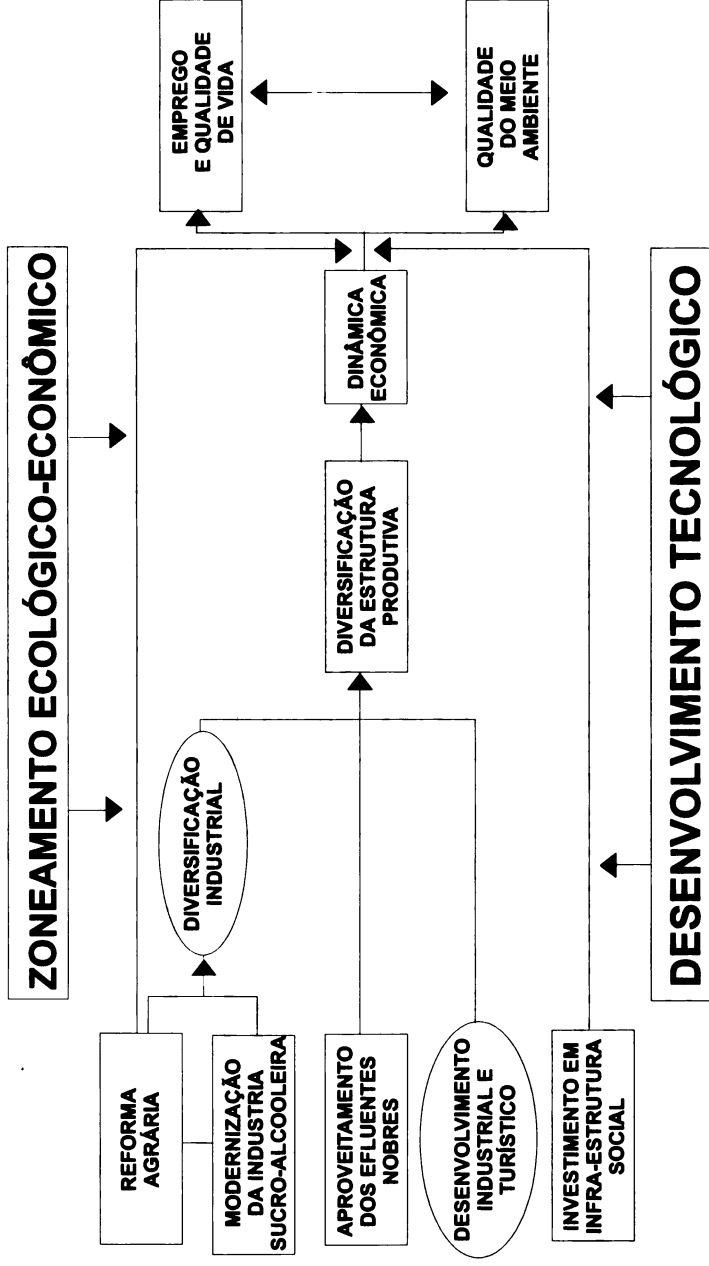 ZONEAMENTO ECOLÓGICO-ECONÔMICO
REFORMA
AGRÁRIA
MODERNIZAÇÃO
DA INDUSTRIA
SUCRO-ALCOOLEIRA
DIVERSIFICAÇÃO
INDUSTRIAL
APROVEITAMENTO
DOS EFLUENTES
NOBRES
DESENVOLVIMENTO
INDUSTRIAL E
TURÍSTICO
INVESTIMENTO EM
INFRA-ESTRUTURA
SOCIAL
DIVERSIFICAÇÃO
DA ESTRUTURA
PRODUTIVA
DINÂMICA
ECONÔMICA
EMPREGO
E QUALIDADE
DE VIDA
QUALIDADE
DO MEIO
AMBIENTE
DESENVOLVIMENTO TECNOLÓGICO